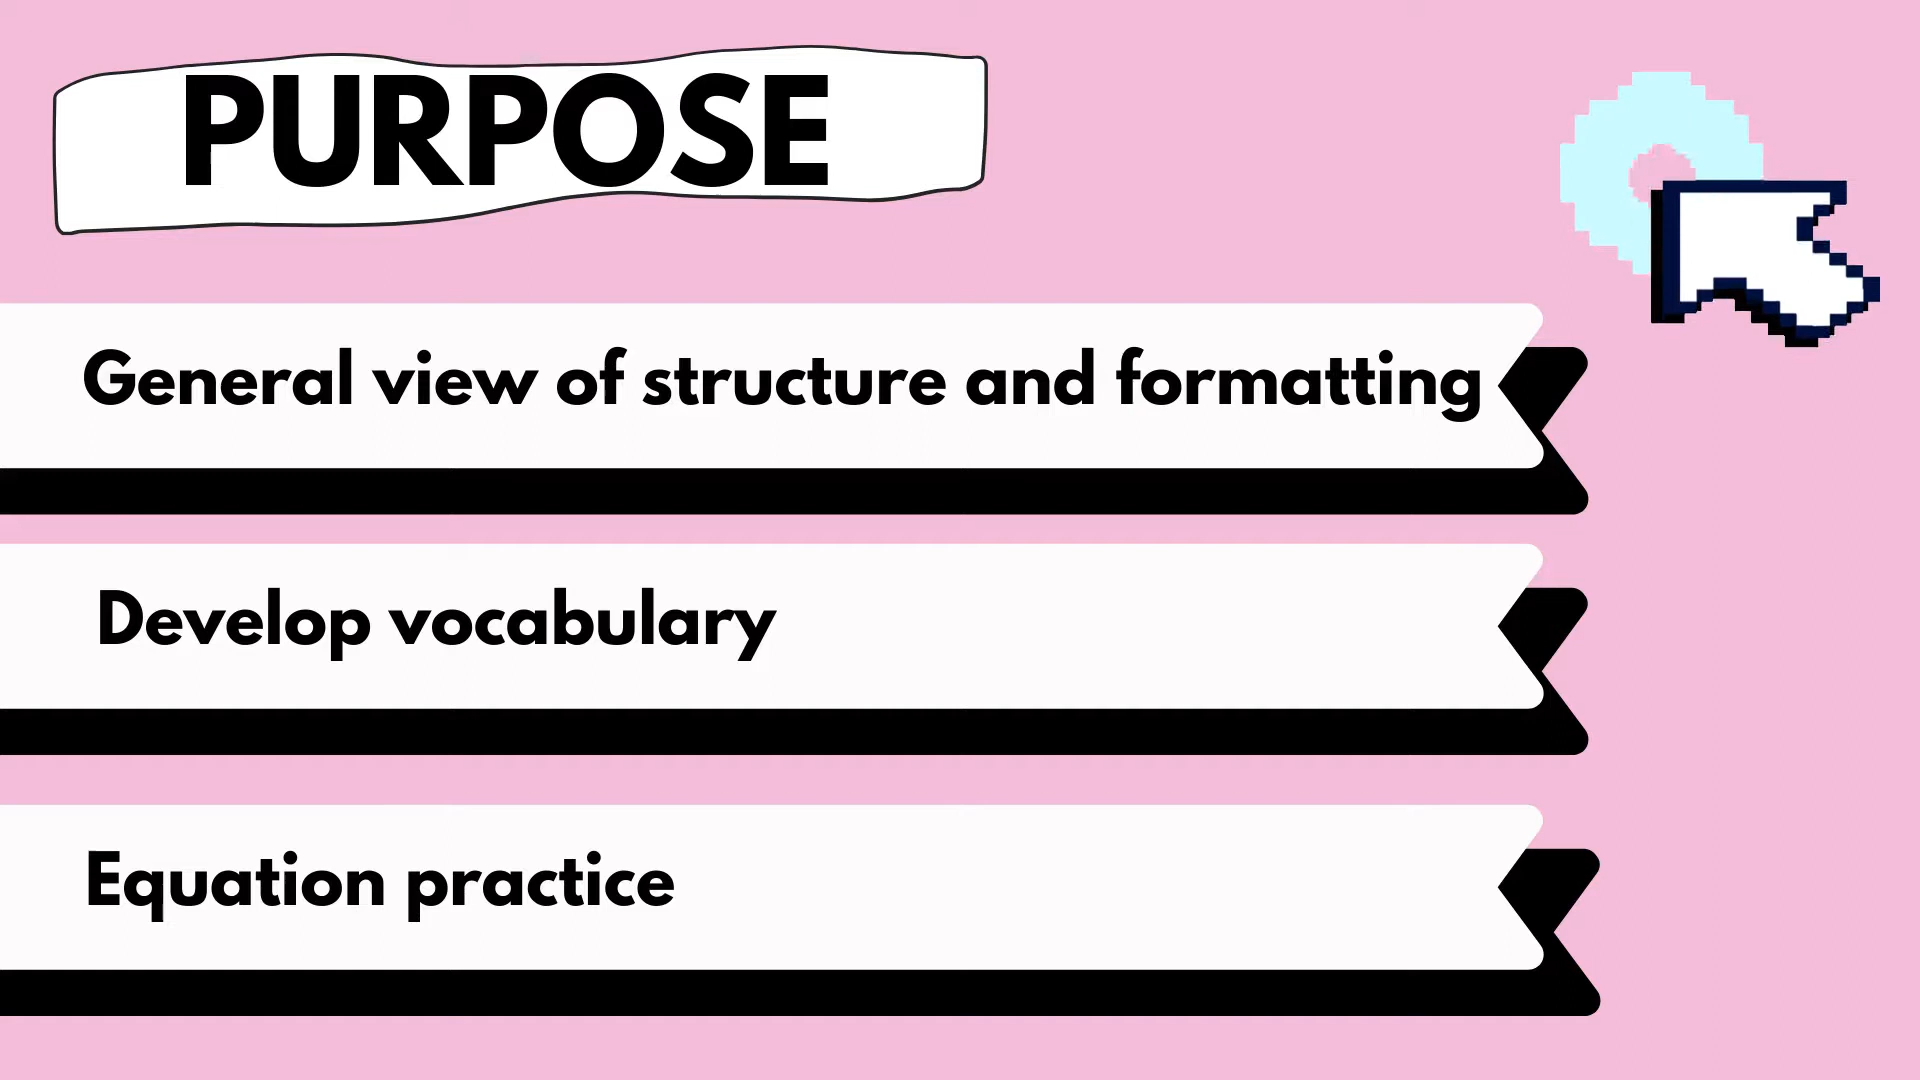 PURPOSE
General view of structure and formatting
Develop vocabulary
Equation practice